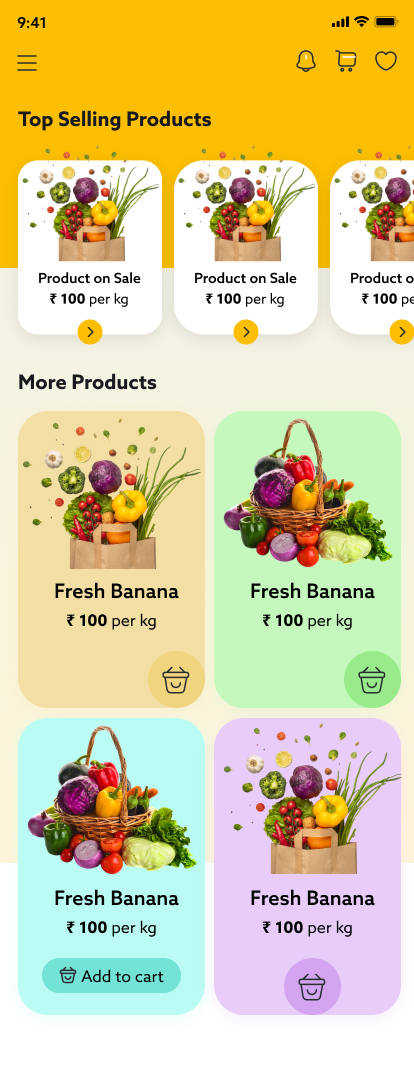 9:41
Top Selling Products
Product on Sale
₹ 100 per kg
Product on Sale
₹ 100 per kg
Product o
₹ 100 pe
More Products
Fresh Banana
₹ 100 per kg
Fresh Banana
₹ 100 per kg
Fresh Banana
₹ 100 per kg
Add to cart
Fresh Banana
₹ 100 per kg